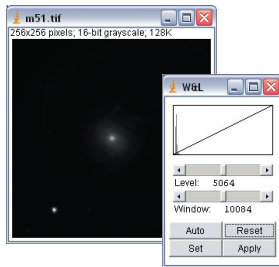 m51.tif
256x256 pixels; 16-bit grayscale; 128K
W&L
Level: 5064
Window: 10084
Auto Reset
Set Apply